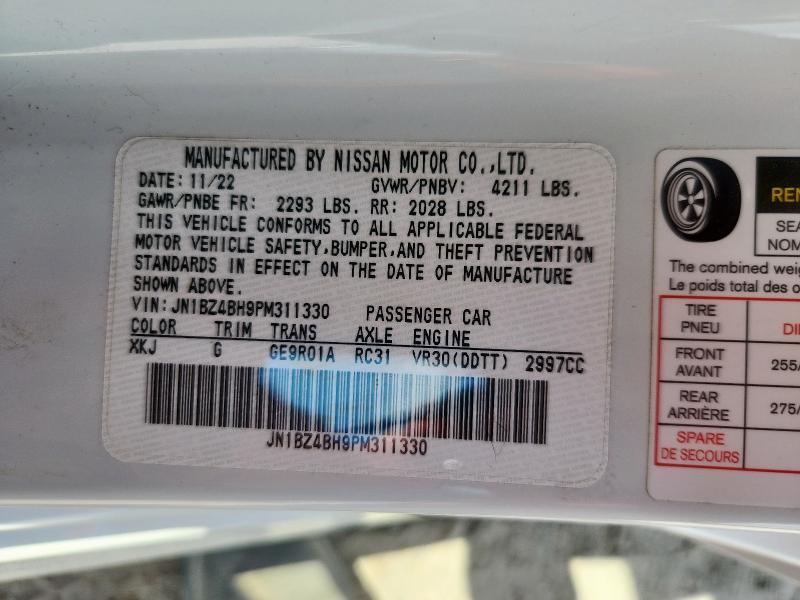 MANUFACTURED BY NISSAN MOTOR CO.,LTD.
DATE: 11/22 GVWR/PNBV: 4211 LBS.
GAWR/PNBE FR: 2293 LBS. RR: 2028 LBS.
THIS VEHICLE CONFORMS TO ALL APPLICABLE FEDERAL
MOTOR VEHICLE SAFETY,BUMPER,AND THEFT PREVENTION
STANDARDS IN EFFECT ON THE DATE OF MANUFACTURE
SHOWN ABOVE.
VIN: JN1BZ4BH9PM311330 PASSENGER CAR
COLOR TRIM TRANS AXLE ENGINE
XKJ G GE9R01A RC31 VR30(DDTT) 2997CC
JN1BZ4BH9PM311330
The combined
Le poids total des
TIRE
PNEU
FRONT
AVANT
255/
REAR
ARRIÈRE
275/
SPARE
DE SECOURS